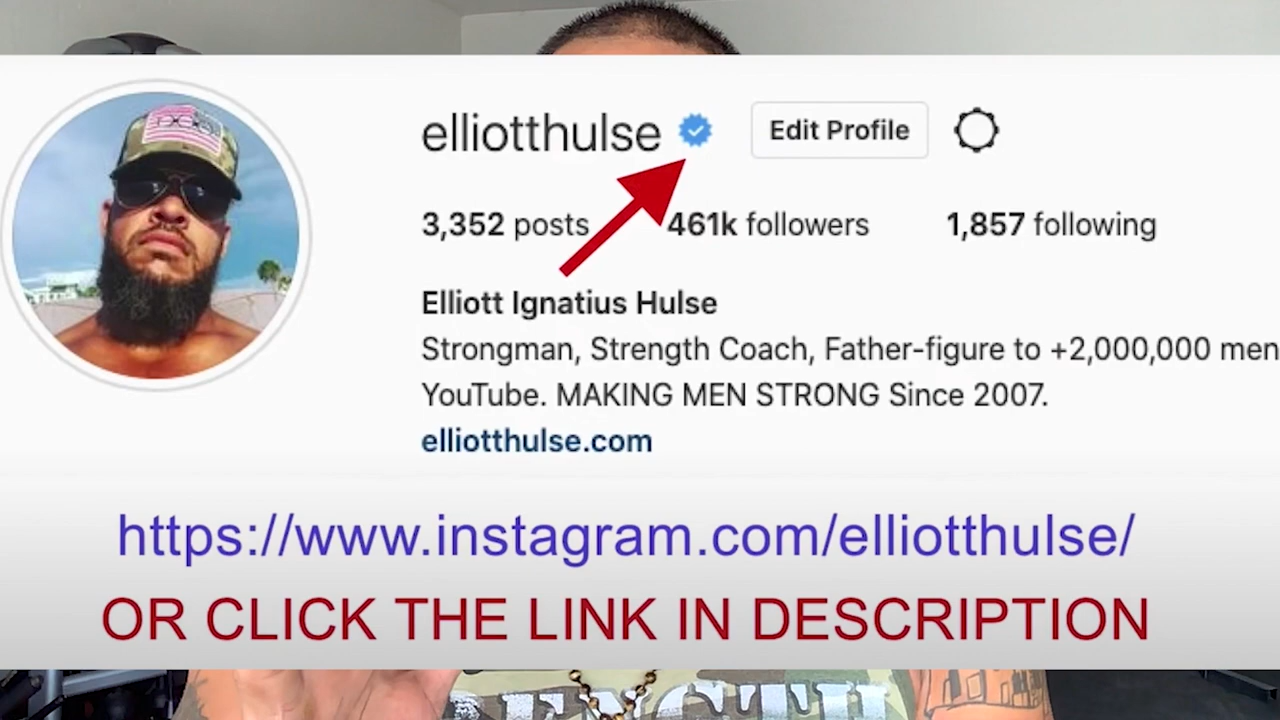 elliotthulse Edit Profile
3,352 posts 461k followers 1,857 following
Elliott Ignatius Hulse
Strongman, Strength Coach, Father-figure to +2,000,000 men
YouTube. MAKING MEN STRONG Since 2007.
elliotthulse.com
https://www.instagram.com/elliotthulse/
OR CLICK THE LINK IN DESCRIPTION